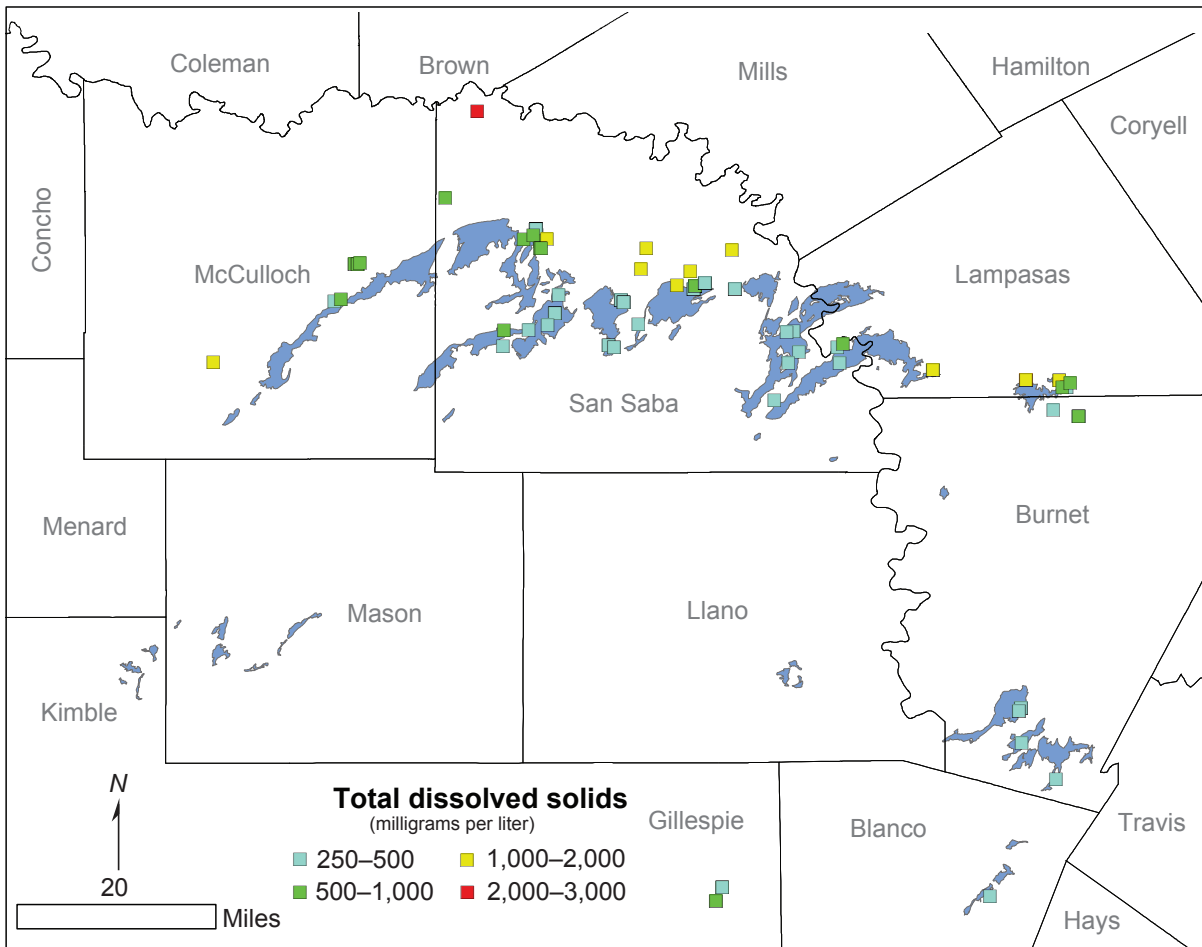 Coleman
Brown
Mills
Hamilton
Coryell
Concho
McCulloch
Lampasas
San Saba
Menard
Burnet
Mason
Llano
Kimble
N
Total dissolved solids
(milligrams per liter)
250–500
1,000–2,000
500–1,000
2,000–3,000
Gillespie
Blanco
Travis
20
Miles
Hays